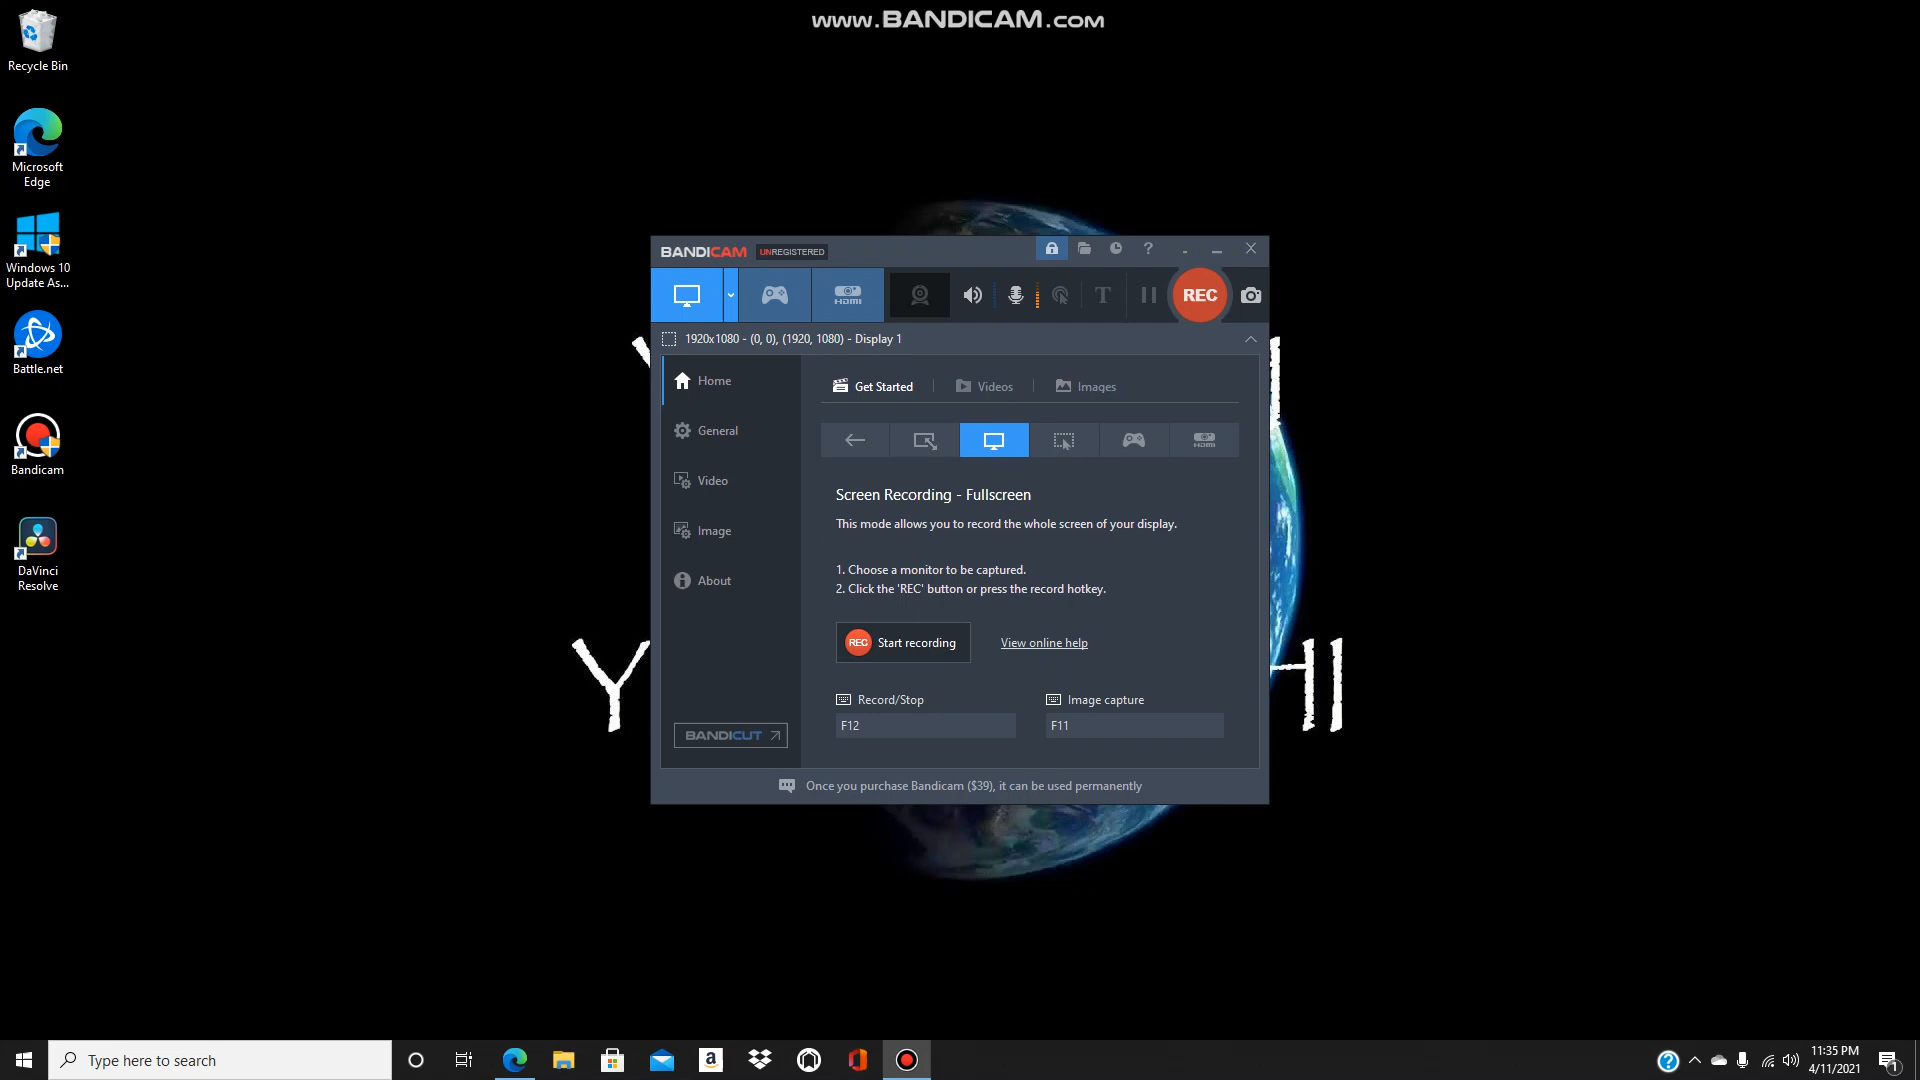 www.BANDICAM.com
Recycle Bin
Microsoft
Edge
Windows 10
Update As...
Battle.net
Bandicam
DaVinci
Resolve
BANDICAM UNREGISTERED
?
HDMI
T
REC
1920x1080 - (0, 0), (1920, 1080) - Display 1
Home
General
Video
Image
About
BANDICUT
Get Started
Videos
Images
HDMI
Screen Recording - Fullscreen
This mode allows you to record the whole screen of your display.
1. Choose a monitor to be captured.
2. Click the 'REC' button or press the record hotkey.
REC Start recording
View online help
Record/Stop
Image capture
F12
F11
Once you purchase Bandicam ($39), it can be used permanently
Y
HI
Type here to search
a
?
11:35 PM
4/11/2021
1